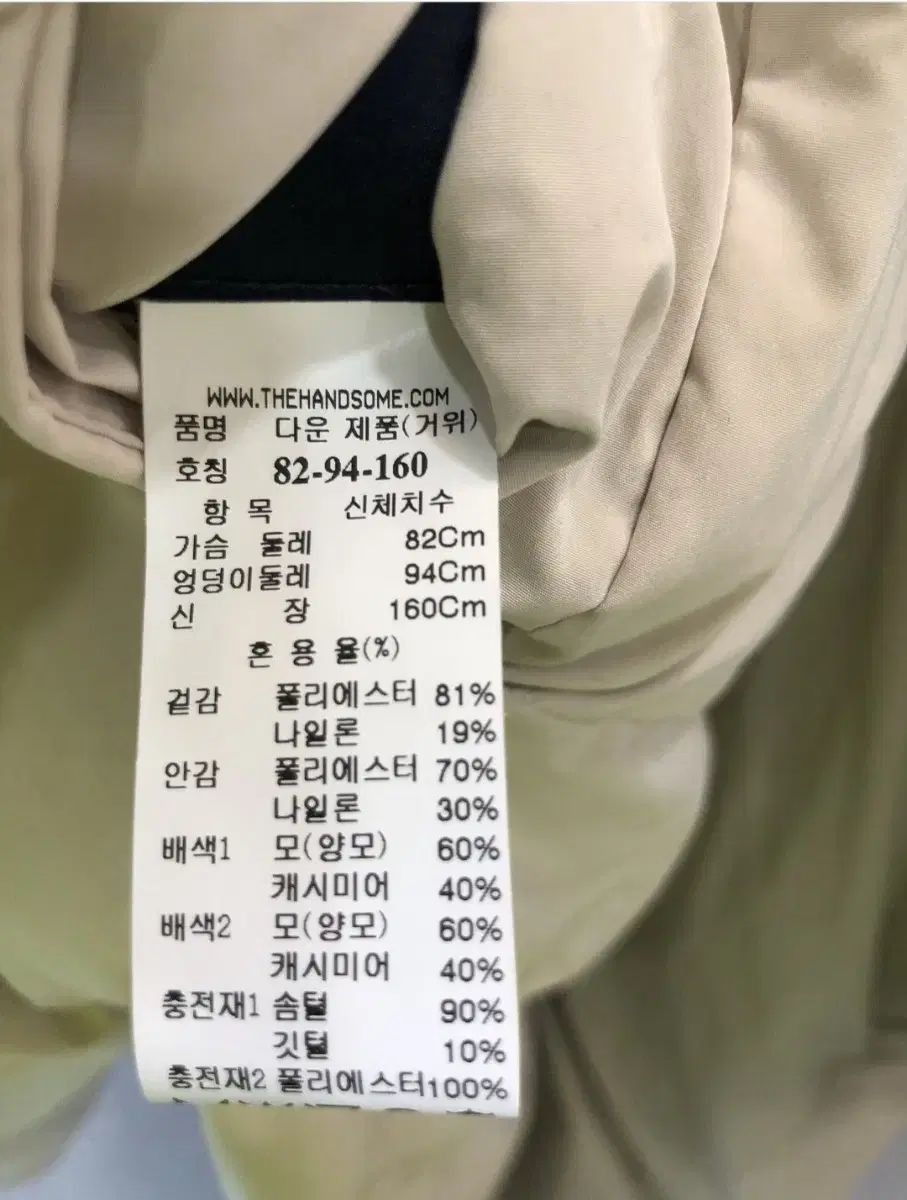 WWW.THEHANDSOME.COM
품명 다운 제품(거위)
호칭 82-94-160
항 목 신체치수
가슴 둘레 82Cm
엉덩이둘레 94Cm
신 장 160Cm
혼 용 율(%)
겉감 폴리에스터 81%
나일론 19%
안감 폴리에스터 70%
나일론 30%
배색1 모(양모) 60%
캐시미어 40%
배색2 모(양모) 60%
캐시미어 40%
충전재1 솜털 90%
깃털 10%
충전재2 폴리에스터100%